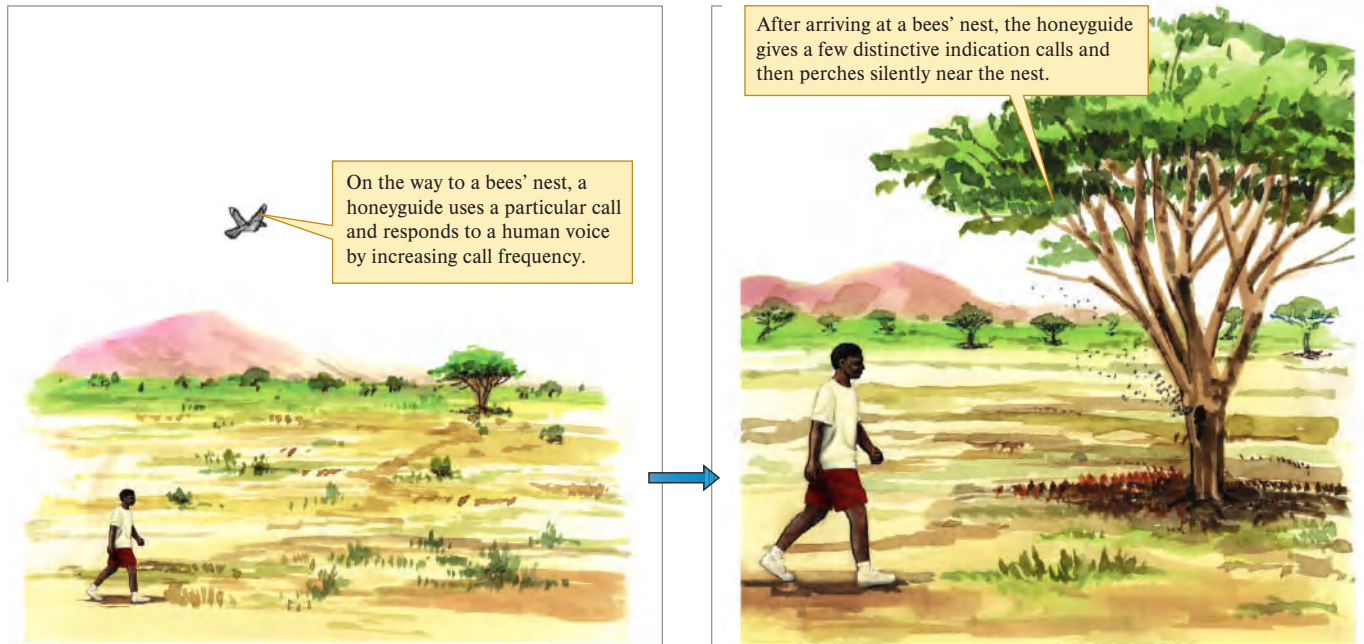 On the way to a bees’ nest, a
honeyguide uses a particular call
and responds to a human voice
by increasing call frequency.
After arriving at a bees’ nest, the honeyguide
gives a few distinctive indication calls and
then perches silently near the nest.